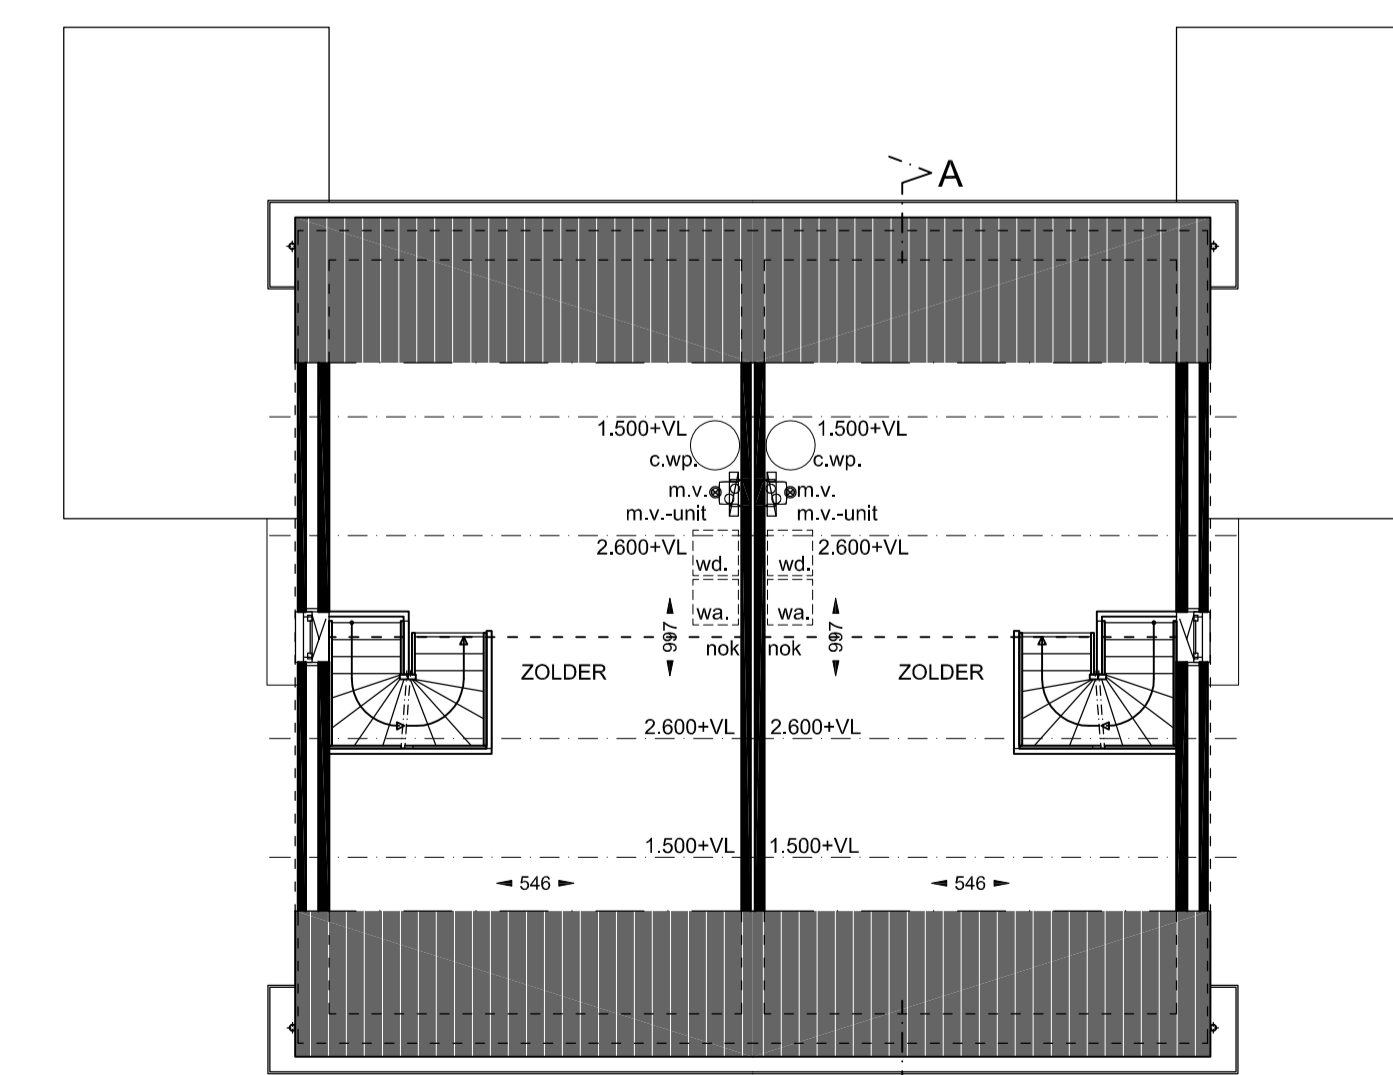 A
1.500+VL 1.500+VL
c.wp. c.wp.
m.v. m.v.
m.v.-unit m.v.-unit
2.600+VL 2.600+VL
wd. wd.
wa. wa.
997 997
nok nok
ZOLDER ZOLDER
2.600+VL 2.600+VL
1.500+VL 1.500+VL
546 546